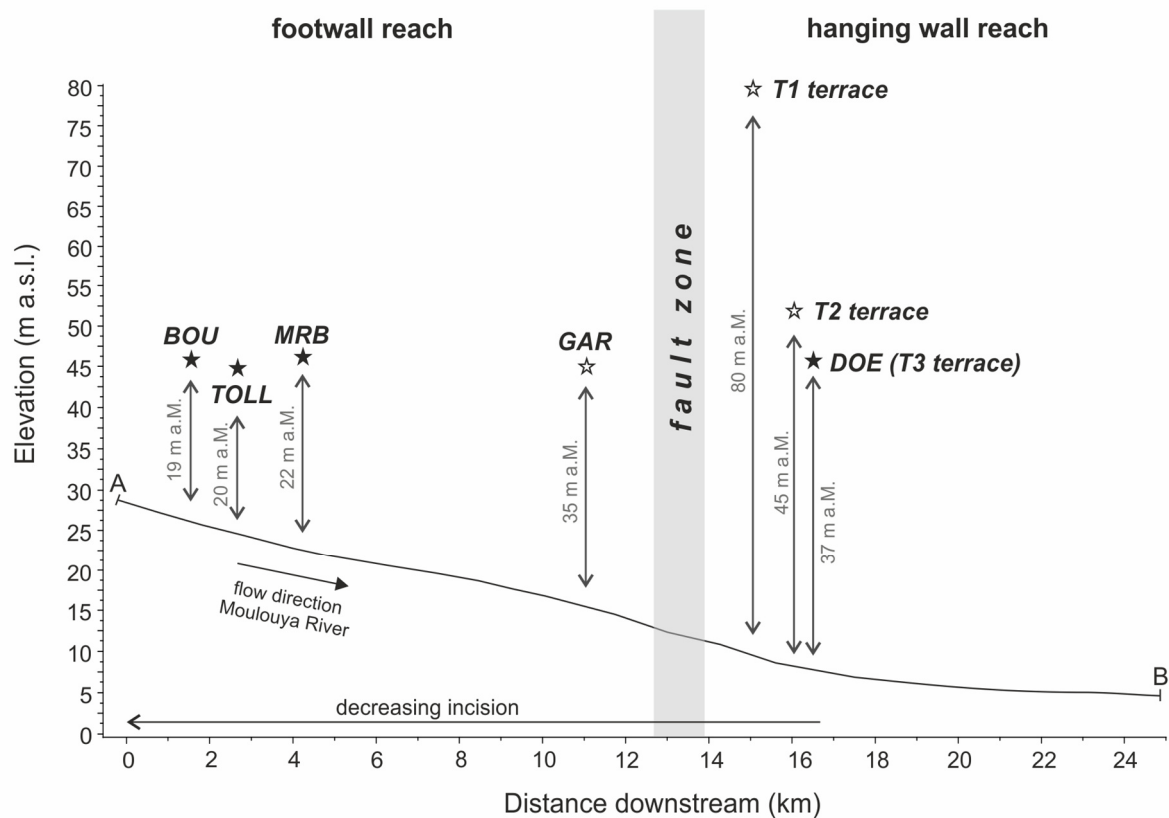 footwall reach
hanging wall reach
Elevation (m a.s.l.)
80
75
70
65
60
55
50
45
40
35
30
25
20
15
10
5
0
T1 terrace
T2 terrace
DOE (T3 terrace)
BOU
TOLL
MRB
GAR
fault zone
19 m a.M.
20 m a.M.
22 m a.M.
35 m a.M.
80 m a.M.
45 m a.M.
37 m a.M.
A
B
flow direction
Moulouya River
decreasing incision
0 2 4 6 8 10 12 14 16 18 20 22 24
Distance downstream (km)